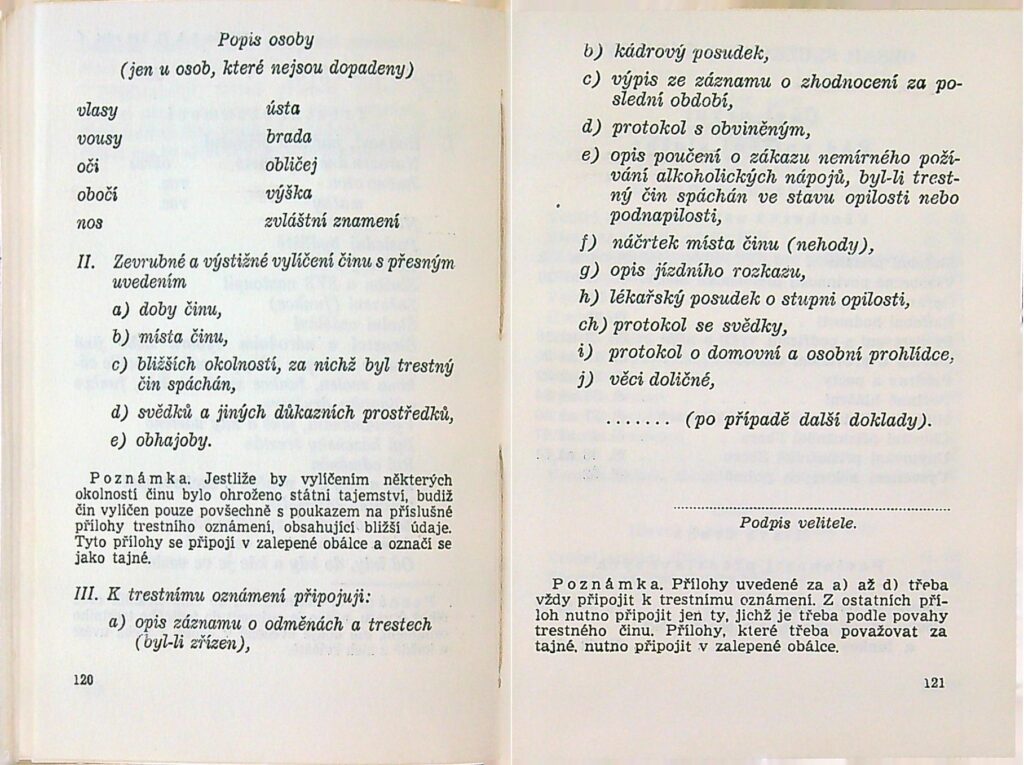 Popis osoby
(jen u osob, které nejsou dopadeny)
vlasy ústa
vousy brada
oči obličej
obočí výška
nos zvláštní znamení
II. Zevrubné a výstižné vylíčení činu s přesným
uvedením
a) doby činu,
b) místa činu,
c) bližších okolností, za nichž byl trestný
čin spáchán,
d) svědků a jiných důkazních prostředků,
e) obhajoby.
Poznámka. Jestliže by vylíčením některých
okolností činu bylo ohroženo státní tajemství, budiž
čin vylíčen pouze povšechně s poukazem na příslušné
přílohy trestního oznámení, obsahující bližší údaje.
Tyto přílohy se připojí v zalepené obálce a označí se
jako tajné.
III. K trestnímu oznámení připojuji:
a) opis záznamu o odměnách a trestech
(byl-li zřízen),
120
b) kádrový posudek,
c) výpis ze záznamu o zhodnocení za po-
slední období,
d) protokol s obviněným,
e) opis poučení o zákazu nemírného poží-
vání alkoholických nápojů, byl-li trest-
ný čin spáchán ve stavu opilosti nebo
podnapilosti,
f) náčrtek místa činu (nehody),
g) opis jízdního rozkazu,
h) lékařský posudek o stupni opilosti,
ch) protokol se svědky,
i) protokol o domovní a osobní prohlídce,
j) věci doličné,
....... (po případě další doklady).
Podpis velitele.
Poznámka. Přílohy uvedené za a) až d) třeba
vždy připojit k trestnímu oznámení. Z ostatních pří-
loh nutno připojit jen ty, jichž je třeba podle povahy
trestného činu. Přílohy, které třeba považovat za
tajné, nutno připojit v zalepené obálce.
121